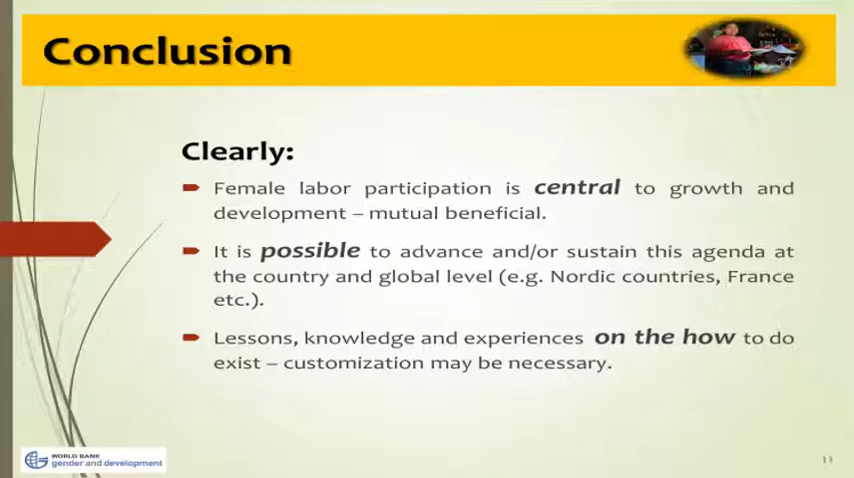 Conclusion
Clearly:
Female labor participation is central to growth and
development – mutual beneficial.
It is possible to advance and/or sustain this agenda at
the country and global level (e.g. Nordic countries, France
etc.).
Lessons, knowledge and experiences on the how to do
exist – customization may be necessary.
WORLD BANK
gender and development